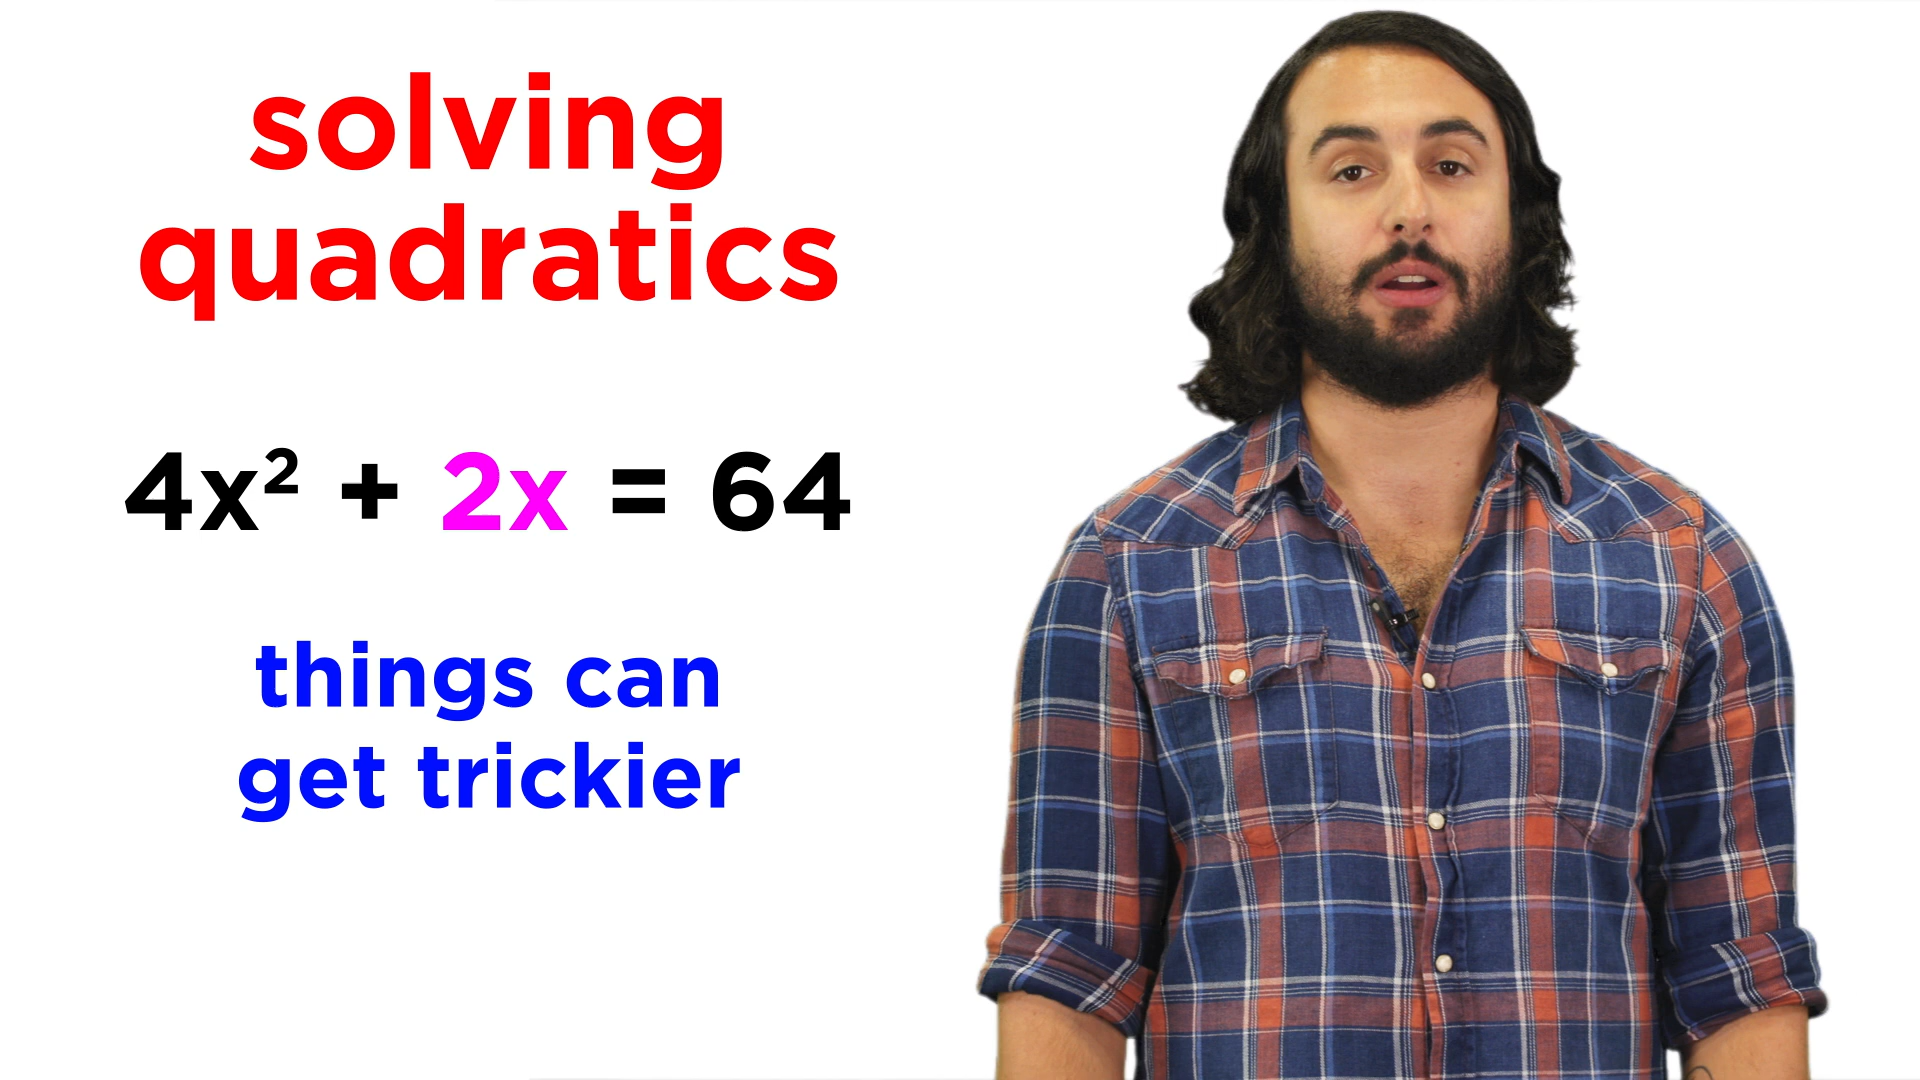 solving
quadratics
4x² + 2x = 64
things can
get trickier